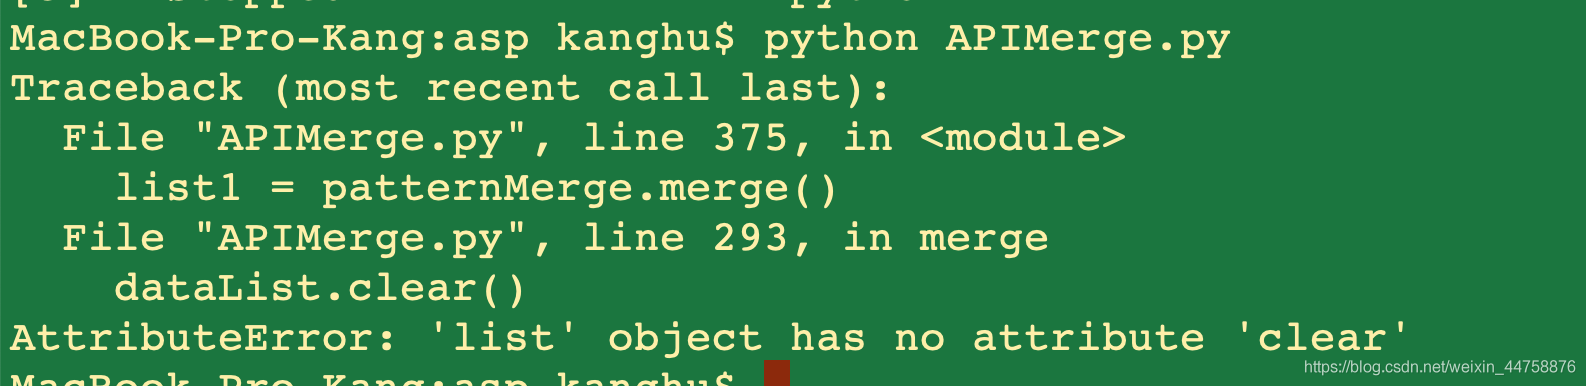 MacBook-Pro-Kang:asp kanghu$ python APIMerge.py
Traceback (most recent call last):
  File "APIMerge.py", line 375, in <module>
    list1 = patternMerge.merge()
  File "APIMerge.py", line 293, in merge
    dataList.clear()
AttributeError: 'list' object has no attribute 'clear'
MacBook-Pro-Kang:asp kanghu$
https://blog.csdn.net/weixin_44758876